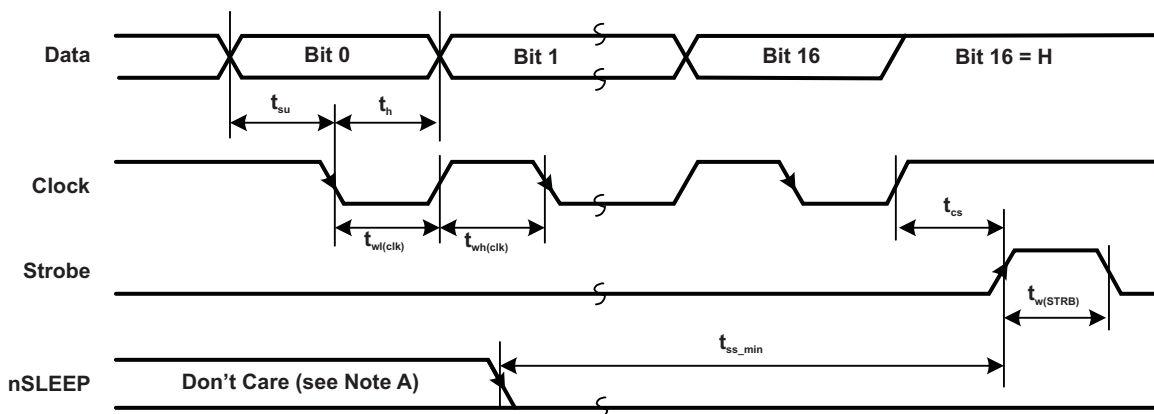 Data
Bit 0
Bit 1
Bit 16
Bit 16 = H
tsu
th
Clock
tcs
twl(clk)
twh(clk)
Strobe
tw(STRB)
tss_min
nSLEEP
Don't Care (see Note A)